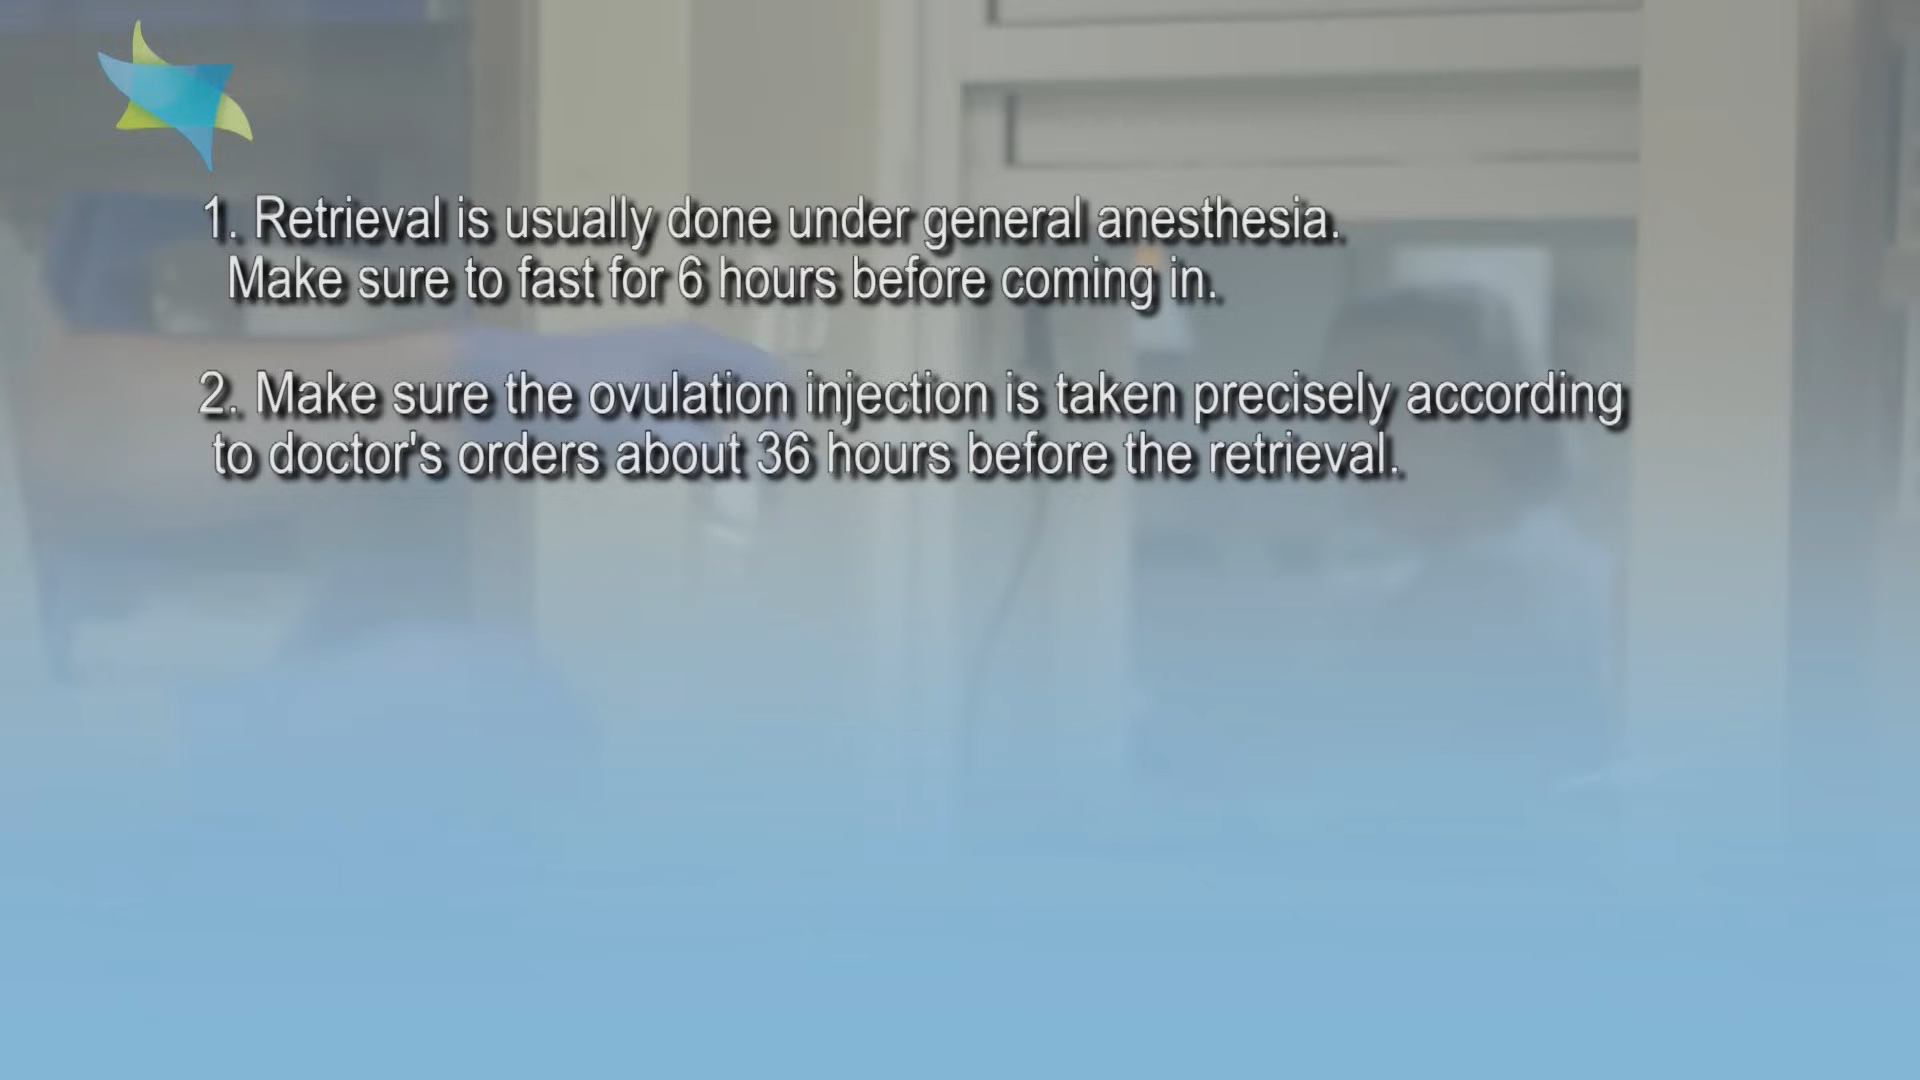 1. Retrieval is usually done under general anesthesia.
Make sure to fast for 6 hours before coming in.
2. Make sure the ovulation injection is taken precisely according
to doctor's orders about 36 hours before the retrieval.